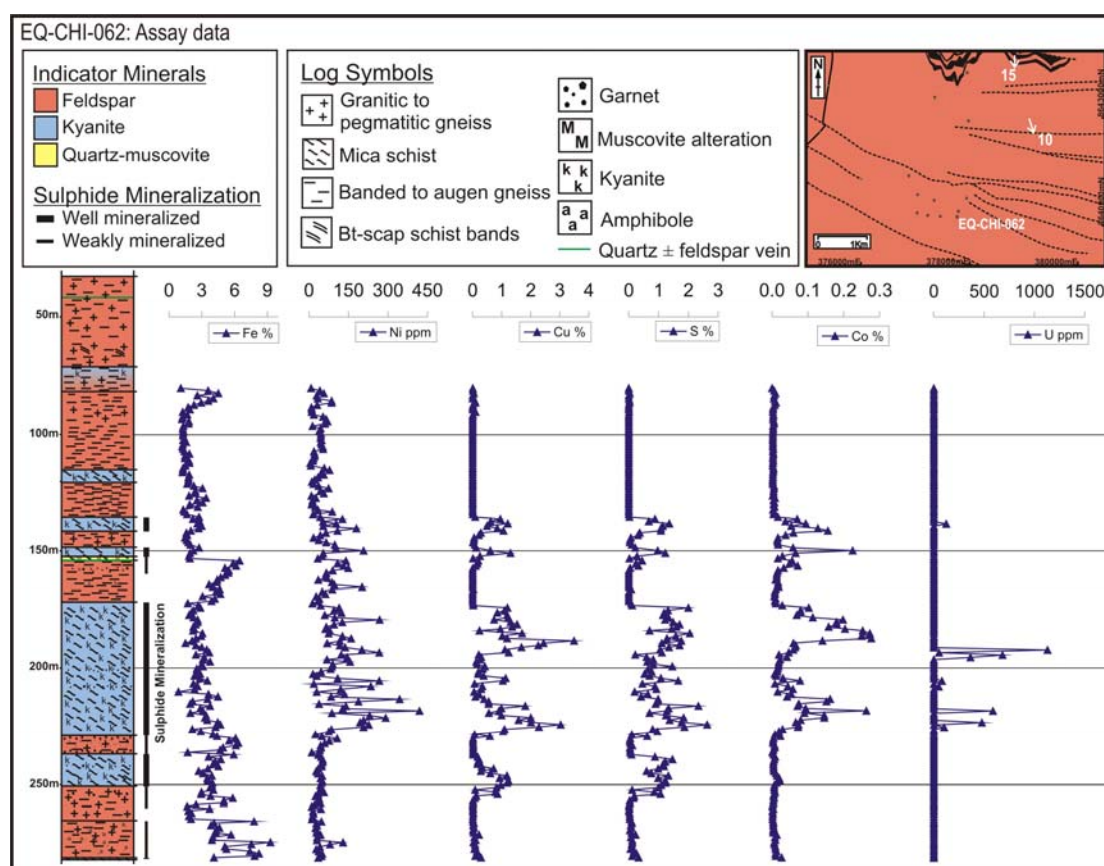 EQ-CHI-062: Assay data
Indicator Minerals
Feldspar
Kyanite
Quartz-muscovite
Sulphide Mineralization
Well mineralized
Weakly mineralized
Log Symbols
Granitic to
pegmatitic gneiss
Mica schist
Banded to augen gneiss
Bt-scap schist bands
Garnet
M M Muscovite alteration
k k k Kyanite
a a a Amphibole
Quartz ± feldspar vein
N
15
10
EQ-CHI-062
0 1Km
376000mE 378000mE 380000mE
0 3 6 9
0 150 300 450
0 1 2 3 4
0 1 2 3
0.0 0.1 0.2 0.3
0 500 1000 1500
50m
Fe %
Ni ppm
Cu %
S %
Co %
U ppm
100m
150m
200m
250m
Sulphide Mineralization